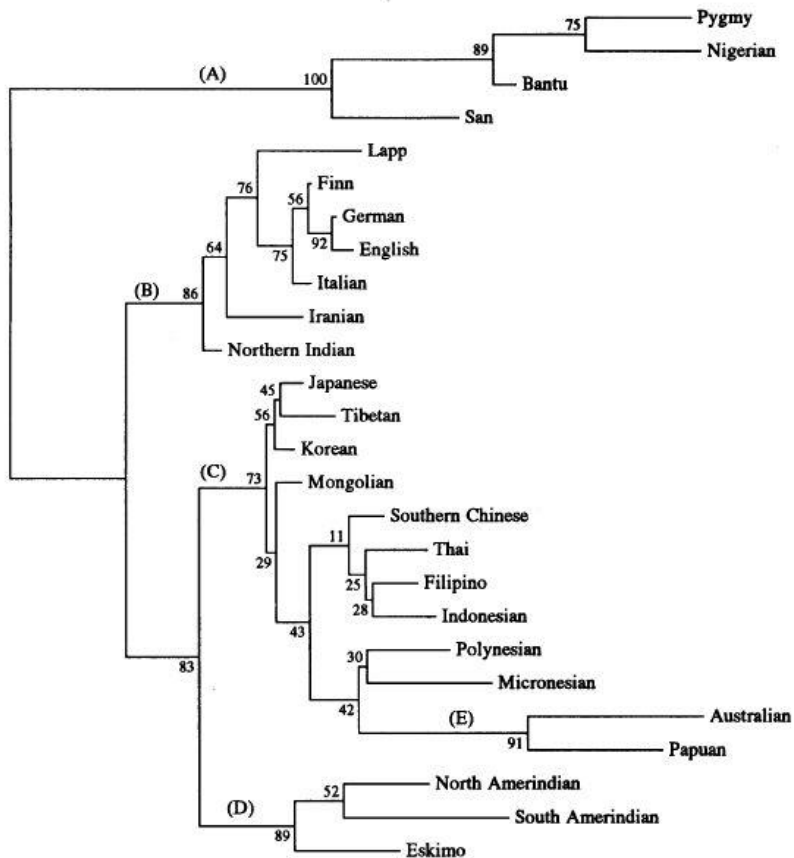 Pygmy
75
89
Nigerian
(A)
100
Bantu
San
Lapp
76
56
Finn
German
92
English
64
75
Italian
(B)
86
Iranian
Northern Indian
45
Japanese
56
Tibetan
Korean
(C)
73
Mongolian
Southern Chinese
11
Thai
29
25
Filipino
28
Indonesian
43
30
Polynesian
83
Micronesian
42
(E)
Australian
91
Papuan
52
North Amerindian
(D)
South Amerindian
89
Eskimo